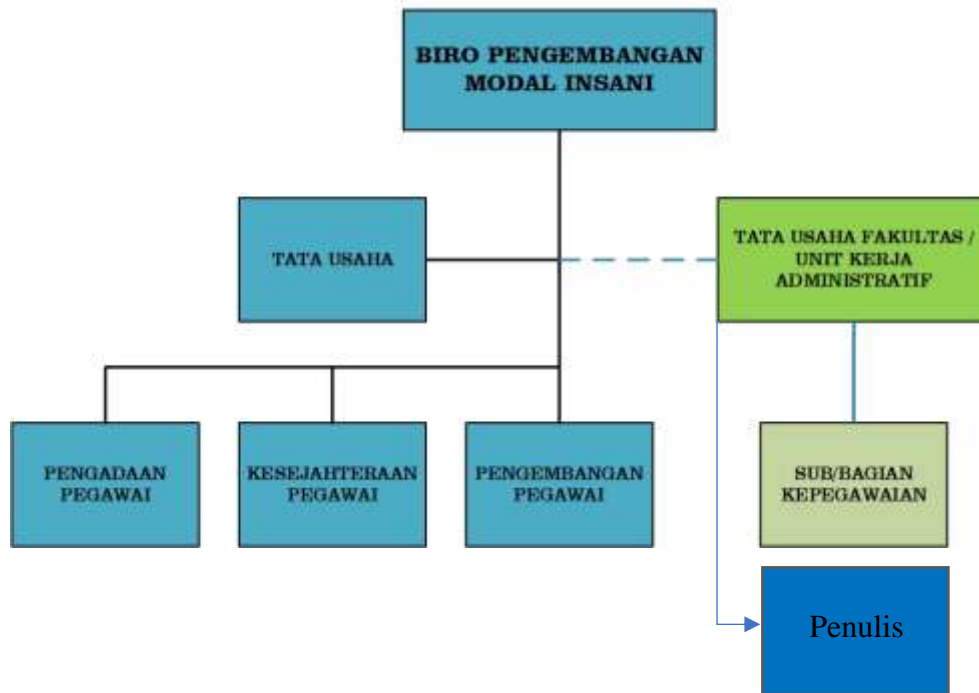 BIRO PENGEMBANGAN
MODAL INSANI
TATA USAHA
TATA USAHA FAKULTAS /
UNIT KERJA
ADMINISTRATIF
PENGADAAN
PEGAWAI
KESEJAHTERAAN
PEGAWAI
PENGEMBANGAN
PEGAWAI
SUB/BAGIAN
KEPEGAWAIAN
Penulis